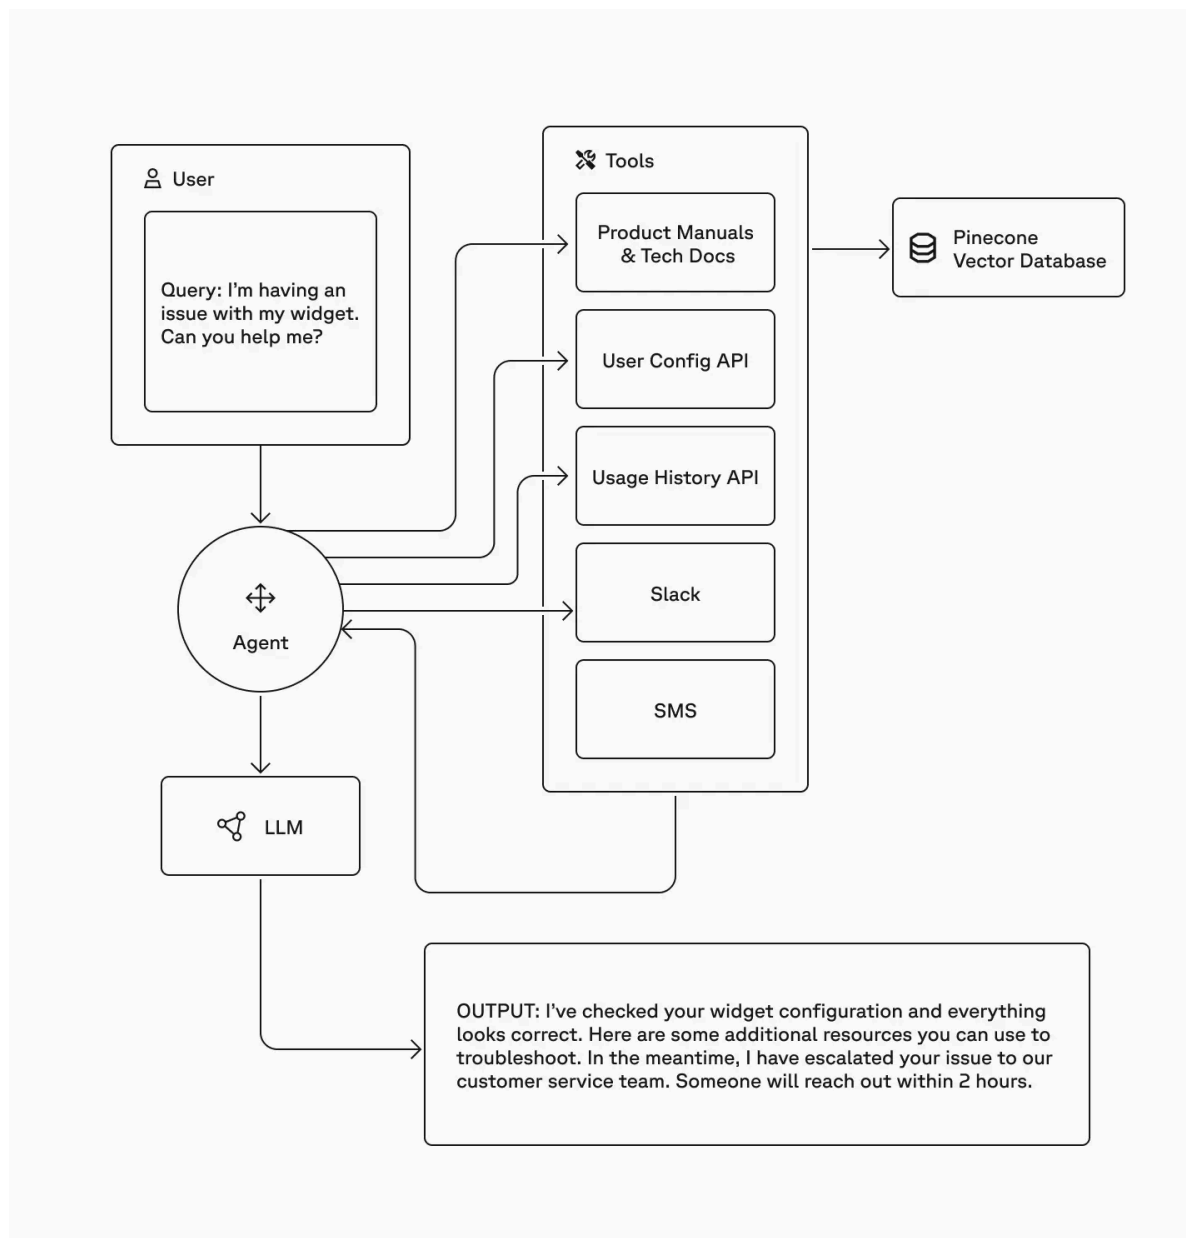 User
Query: I'm having an
issue with my widget.
Can you help me?
Tools
Product Manuals
& Tech Docs
User Config API
Usage History API
Slack
SMS
Pinecone
Vector Database
Agent
LLM
OUTPUT: I've checked your widget configuration and everything
looks correct. Here are some additional resources you can use to
troubleshoot. In the meantime, I have escalated your issue to our
customer service team. Someone will reach out within 2 hours.